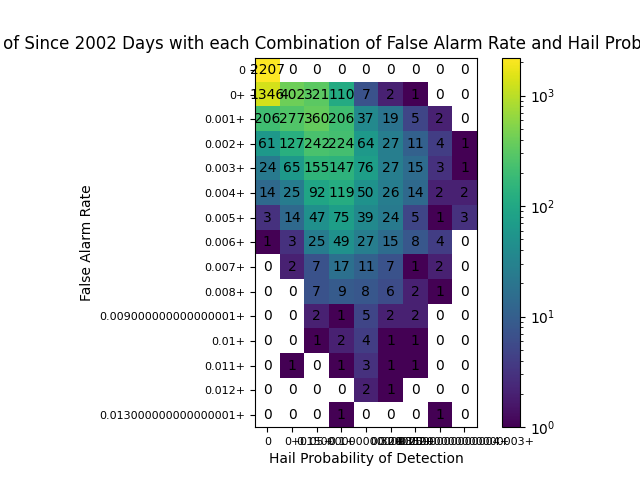 of Since 2002 Days with each Combination of False Alarm Rate and Hail Prob
0 2207 0 0 0 0 0 0 0 0
0+ 1346 402 321 110 7 2 1 0 0
0.001+ 206 277 360 206 37 19 5 2 0
0.002+ 61 127 242 224 64 27 11 4 1
0.003+ 24 65 155 147 76 27 15 3 1
0.004+ 14 25 92 119 50 26 14 2 2
0.005+ 3 14 47 75 39 24 5 1 3
0.006+ 1 3 25 49 27 15 8 4 0
0.007+ 0 2 7 17 11 7 1 2 0
0.008+ 0 0 7 9 8 6 2 1 0
0.009000000000000001+ 0 0 2 1 5 2 2 0 0
0.01+ 0 0 1 2 4 1 1 0 0
0.011+ 0 1 0 1 3 1 1 0 0
0.012+ 0 0 0 0 2 1 0 0 0
0.013000000000000001+ 0 0 0 1 0 0 0 1 0
0
Hail Probability of Detection
False Alarm Rate
10³
10²
10¹
10⁰